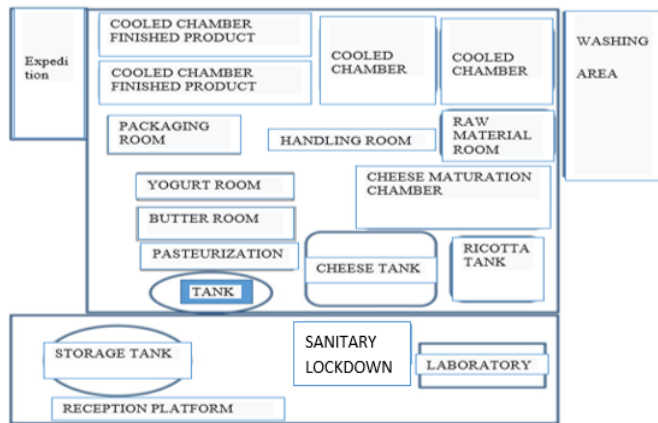 COOLED CHAMBER
FINISHED PRODUCT
Expedi
tion
COOLED CHAMBER
FINISHED PRODUCT
COOLED
CHAMBER
COOLED
CHAMBER
WASHING
AREA
PACKAGING
ROOM
HANDLING ROOM
RAW
MATERIAL
ROOM
YOGURT ROOM
CHEESE MATURATION
CHAMBER
BUTTER ROOM
PASTEURIZATION
CHEESE TANK
RICOTTA
TANK
TANK
STORAGE TANK
SANITARY
LOCKDOWN
LABORATORY
RECEPTION PLATFORM